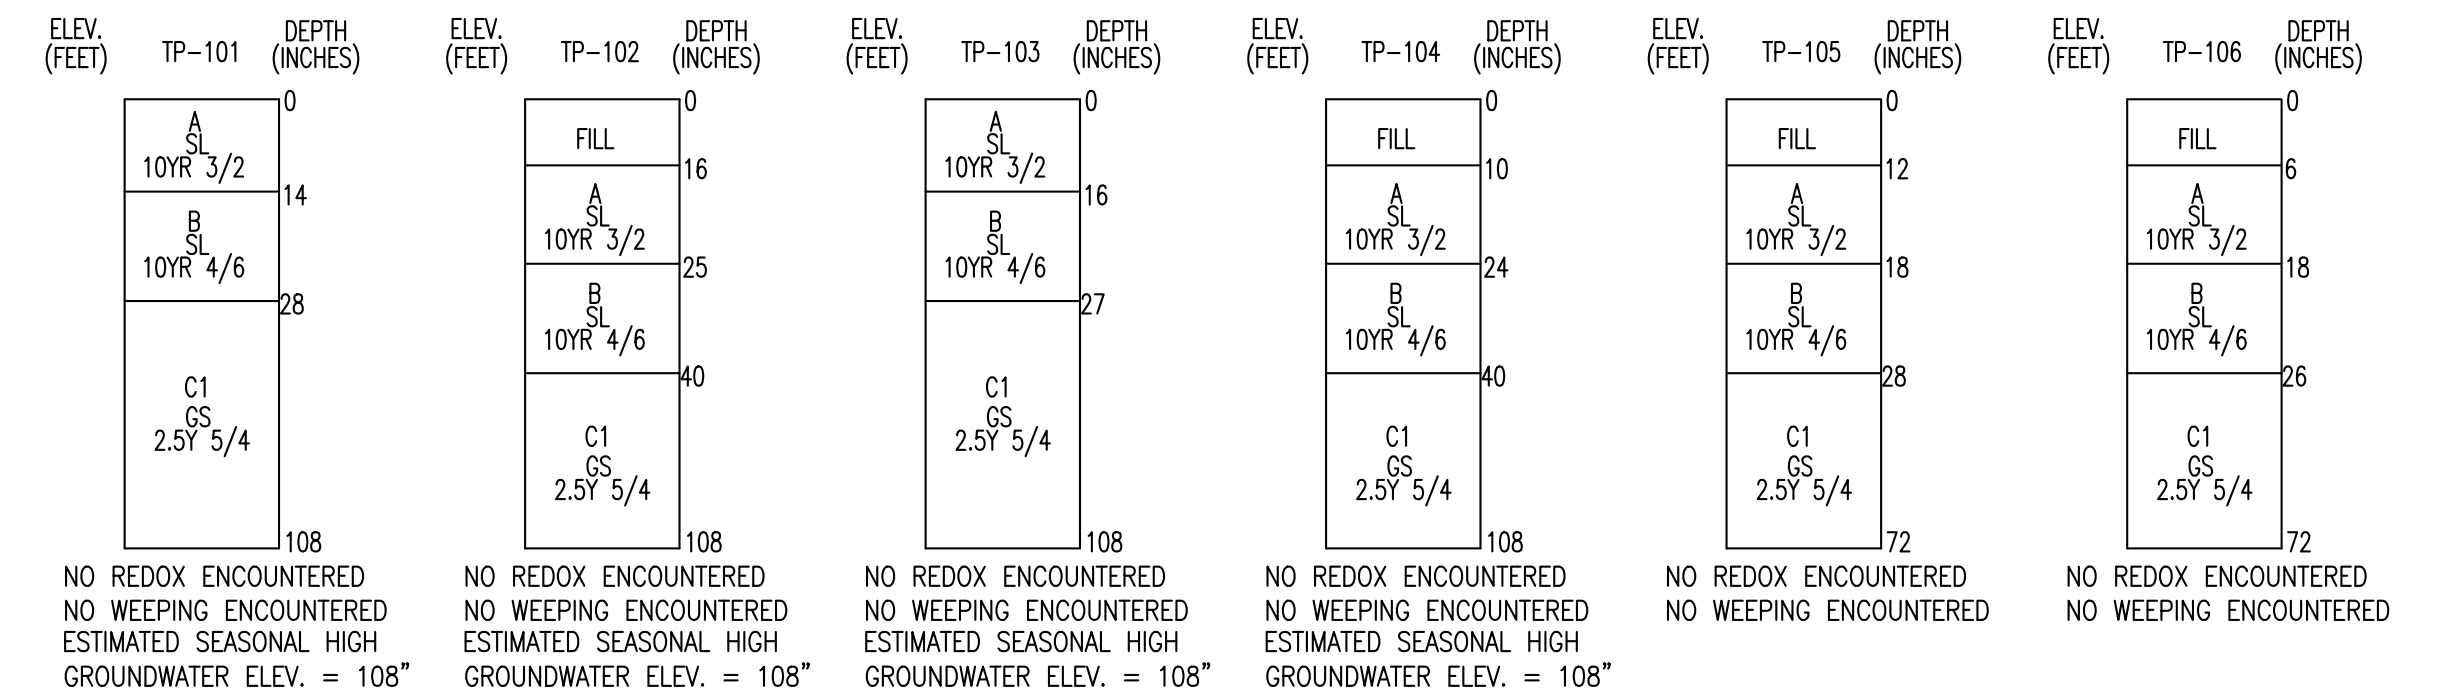 ELEV.
(FEET)
TP-101
DEPTH
(INCHES)
0
A
SL
10YR 3/2
14
B
SL
10YR 4/6
28
C1
GS
2.5Y 5/4
108
NO REDOX ENCOUNTERED
NO WEEPING ENCOUNTERED
ESTIMATED SEASONAL HIGH
GROUNDWATER ELEV. = 108”
ELEV.
(FEET)
TP-102
DEPTH
(INCHES)
0
FILL
16
A
SL
10YR 3/2
25
B
SL
10YR 4/6
40
C1
GS
2.5Y 5/4
108
NO REDOX ENCOUNTERED
NO WEEPING ENCOUNTERED
ESTIMATED SEASONAL HIGH
GROUNDWATER ELEV. = 108”
ELEV.
(FEET)
TP-103
DEPTH
(INCHES)
0
A
SL
10YR 3/2
16
B
SL
10YR 4/6
27
C1
GS
2.5Y 5/4
108
NO REDOX ENCOUNTERED
NO WEEPING ENCOUNTERED
ESTIMATED SEASONAL HIGH
GROUNDWATER ELEV. = 108”
ELEV.
(FEET)
TP-104
DEPTH
(INCHES)
0
FILL
10
A
SL
10YR 3/2
24
B
SL
10YR 4/6
40
C1
GS
2.5Y 5/4
108
NO REDOX ENCOUNTERED
NO WEEPING ENCOUNTERED
ESTIMATED SEASONAL HIGH
GROUNDWATER ELEV. = 108”
ELEV.
(FEET)
TP-105
DEPTH
(INCHES)
0
FILL
12
A
SL
10YR 3/2
18
B
SL
10YR 4/6
28
C1
GS
2.5Y 5/4
72
NO REDOX ENCOUNTERED
NO WEEPING ENCOUNTERED
ELEV.
(FEET)
TP-106
DEPTH
(INCHES)
0
FILL
6
A
SL
10YR 3/2
18
B
SL
10YR 4/6
26
C1
GS
2.5Y 5/4
72
NO REDOX ENCOUNTERED
NO WEEPING ENCOUNTERED